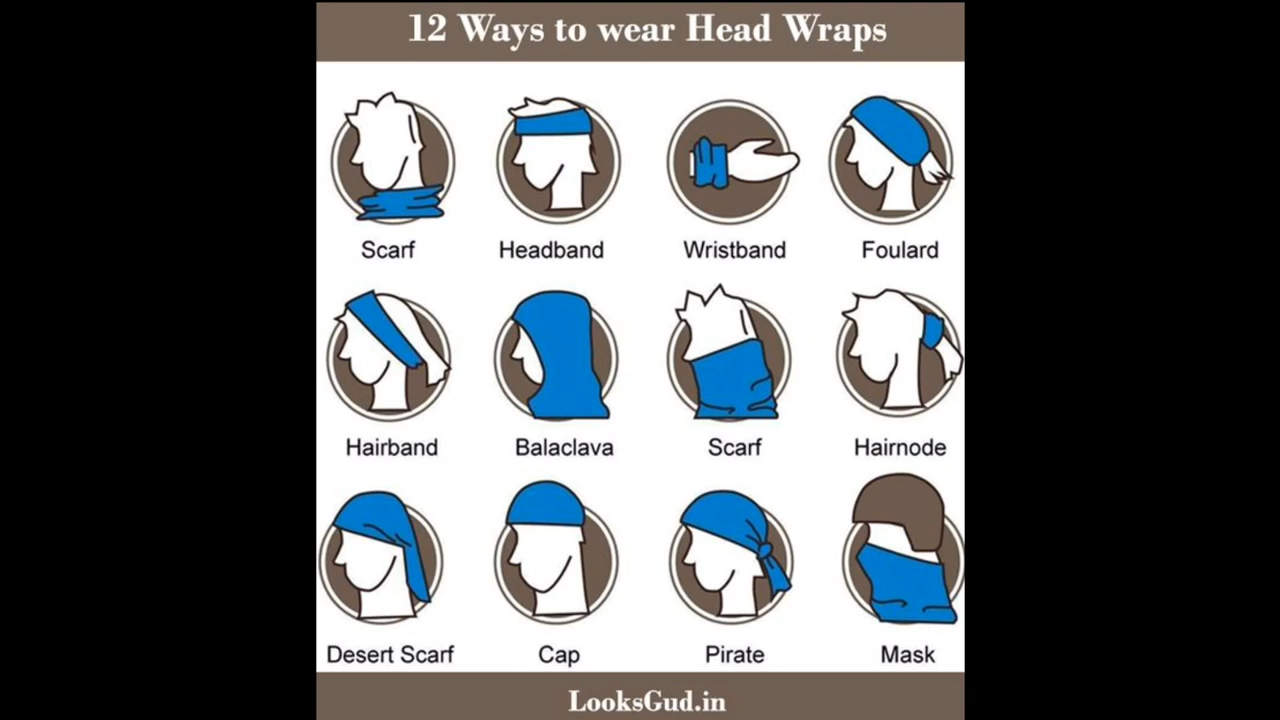 12 Ways to wear Head Wraps
Scarf Headband Wristband Foulard
Hairband Balaclava Scarf Hairnode
Desert Scarf Cap Pirate Mask
LooksGud.in